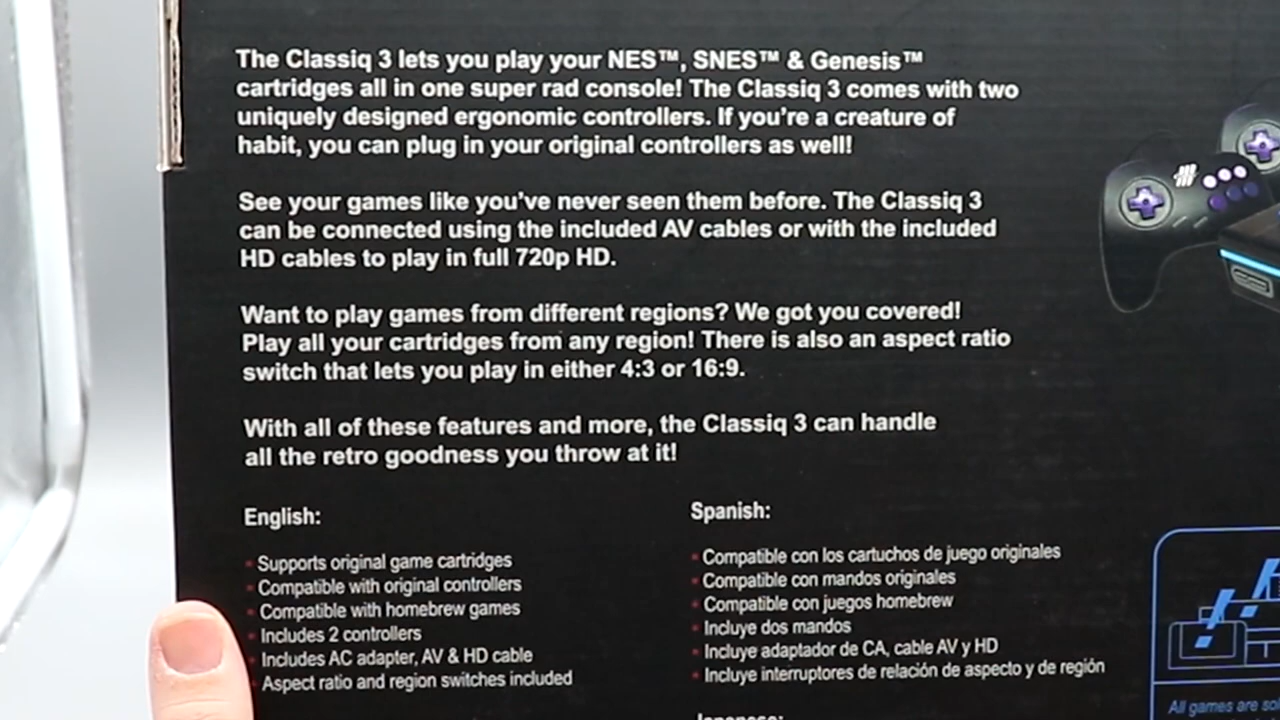 The Classiq 3 lets you play your NES™, SNES™ & Genesis™
cartridges all in one super rad console! The Classiq 3 comes with two
uniquely designed ergonomic controllers. If you're a creature of
habit, you can plug in your original controllers as well!
See your games like you've never seen them before. The Classiq 3
can be connected using the included AV cables or with the included
HD cables to play in full 720p HD.
Want to play games from different regions? We got you covered!
Play all your cartridges from any region! There is also an aspect ratio
switch that lets you play in either 4:3 or 16:9.
With all of these features and more, the Classiq 3 can handle
all the retro goodness you throw at it!
English:
• Supports original game cartridges
• Compatible with original controllers
• Compatible with homebrew games
• Includes 2 controllers
• Includes AC adapter, AV & HD cable
Aspect ratio and region switches included
Spanish:
• Compatible con los cartuchos de juego originales
• Compatible con mandos originales
• Compatible con juegos homebrew
• Incluye dos mandos
• Incluye adaptador de CA, cable AV y HD
• Incluye interruptores de relación de aspecto y de región
Japanese:
All games are